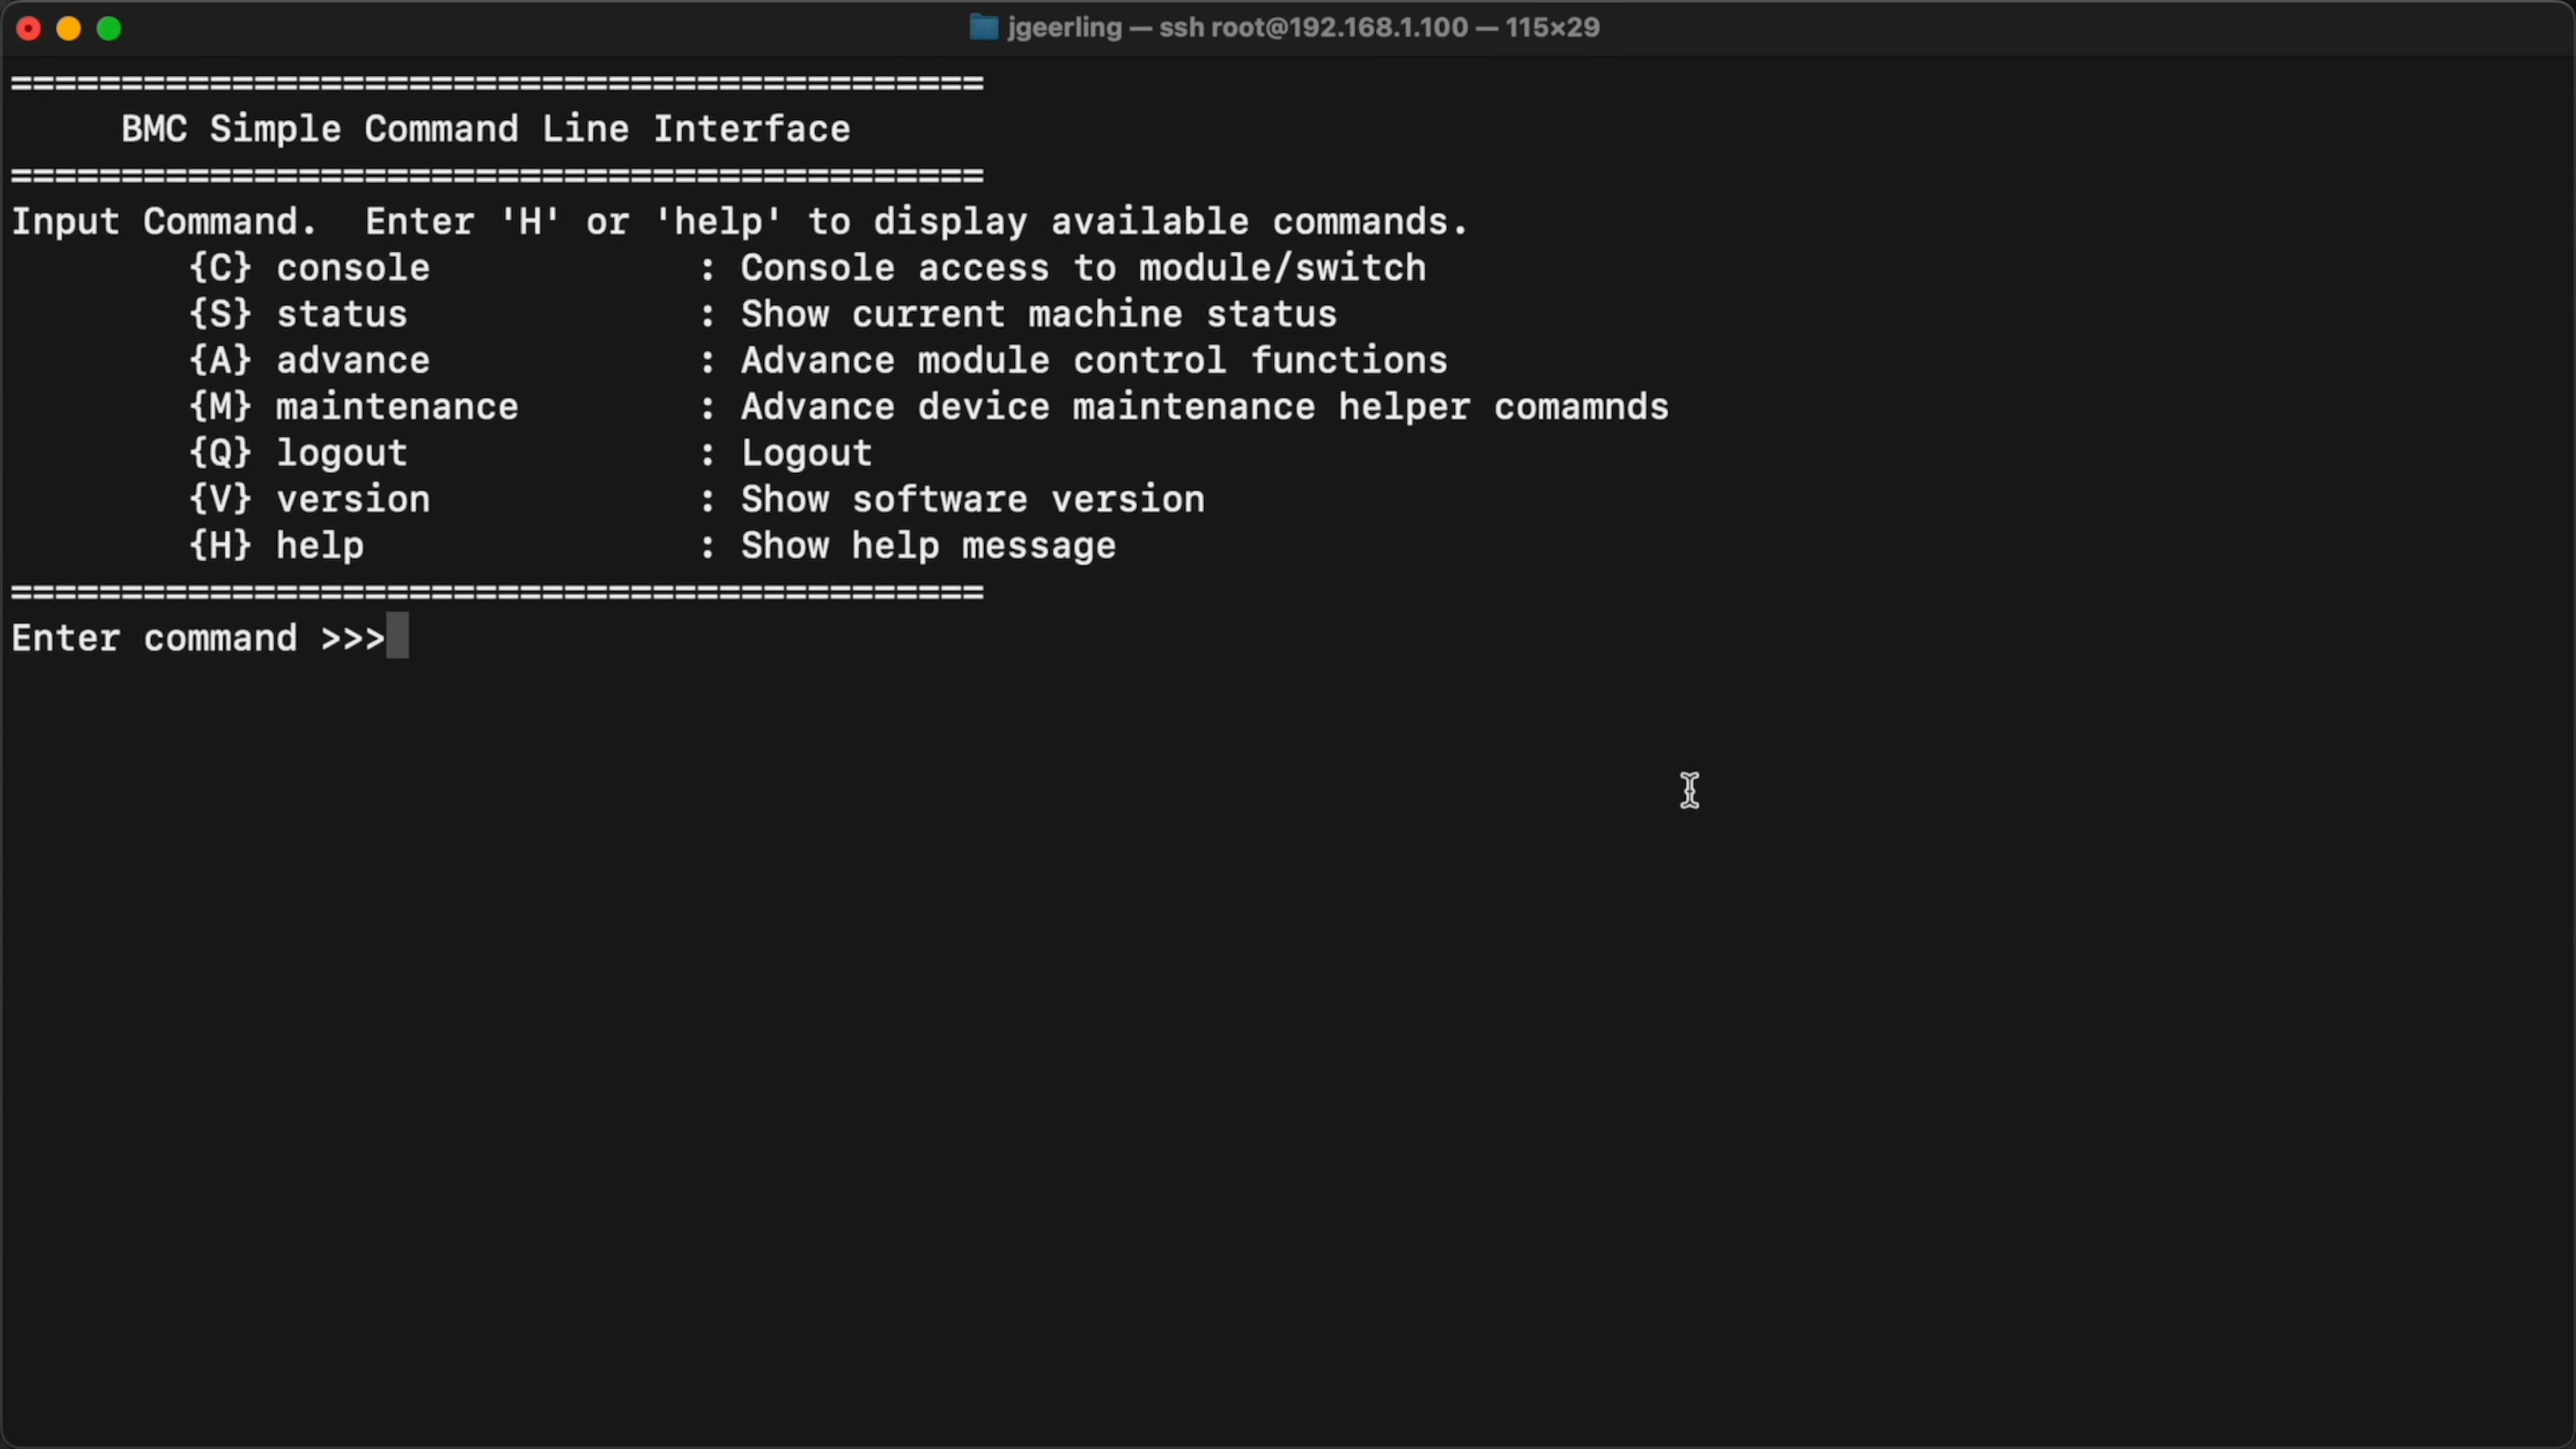 jgeerling — ssh root@192.168.1.100 — 115×29
============================================
     BMC Simple Command Line Interface
============================================
Input Command.  Enter 'H' or 'help' to display available commands.
        {C} console            : Console access to module/switch
        {S} status             : Show current machine status
        {A} advance            : Advance module control functions
        {M} maintenance        : Advance device maintenance helper comamnds
        {Q} logout             : Logout
        {V} version            : Show software version
        {H} help               : Show help message
============================================
Enter command >>>